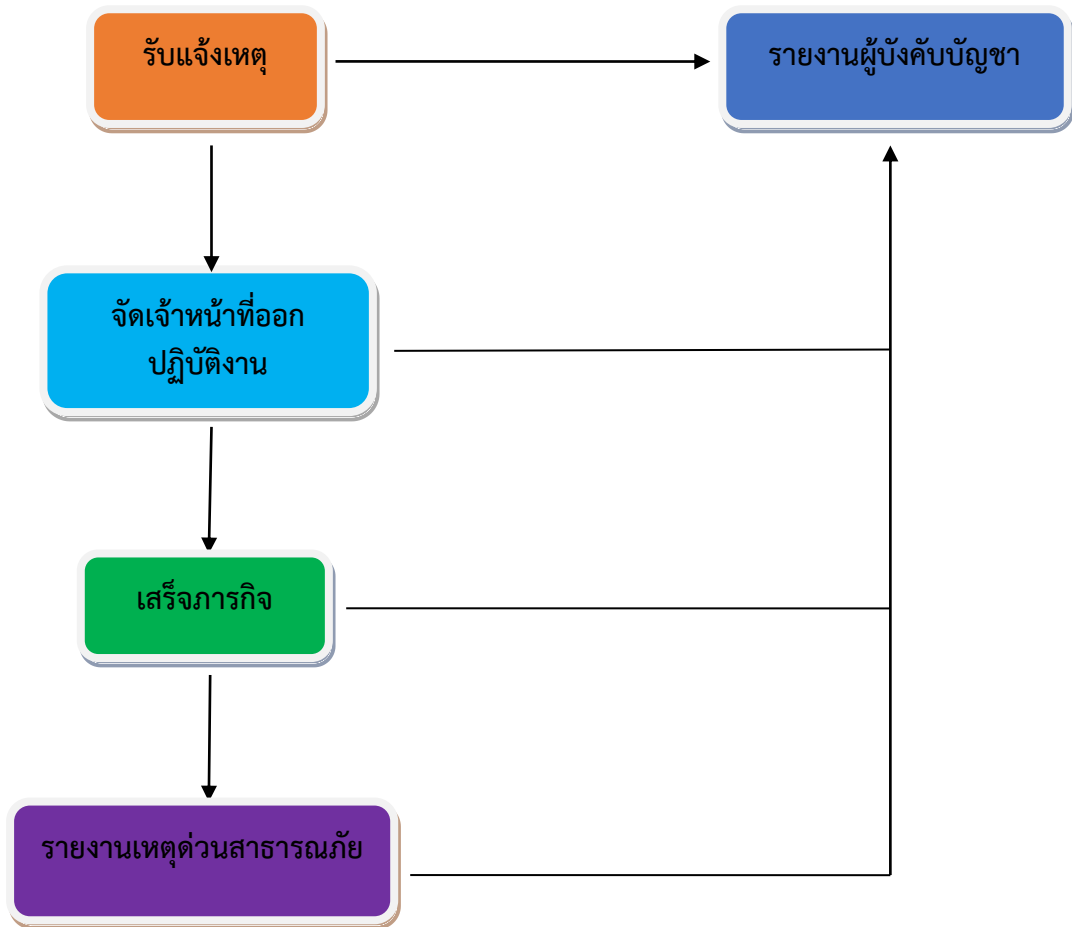 รับแจ้งเหตุ
รายงานผู้บังคับบัญชา
จัดเจ้าหน้าที่ออก
ปฏิบัติงาน
เสร็จภารกิจ
รายงานเหตุด่วนสาธารณภัย